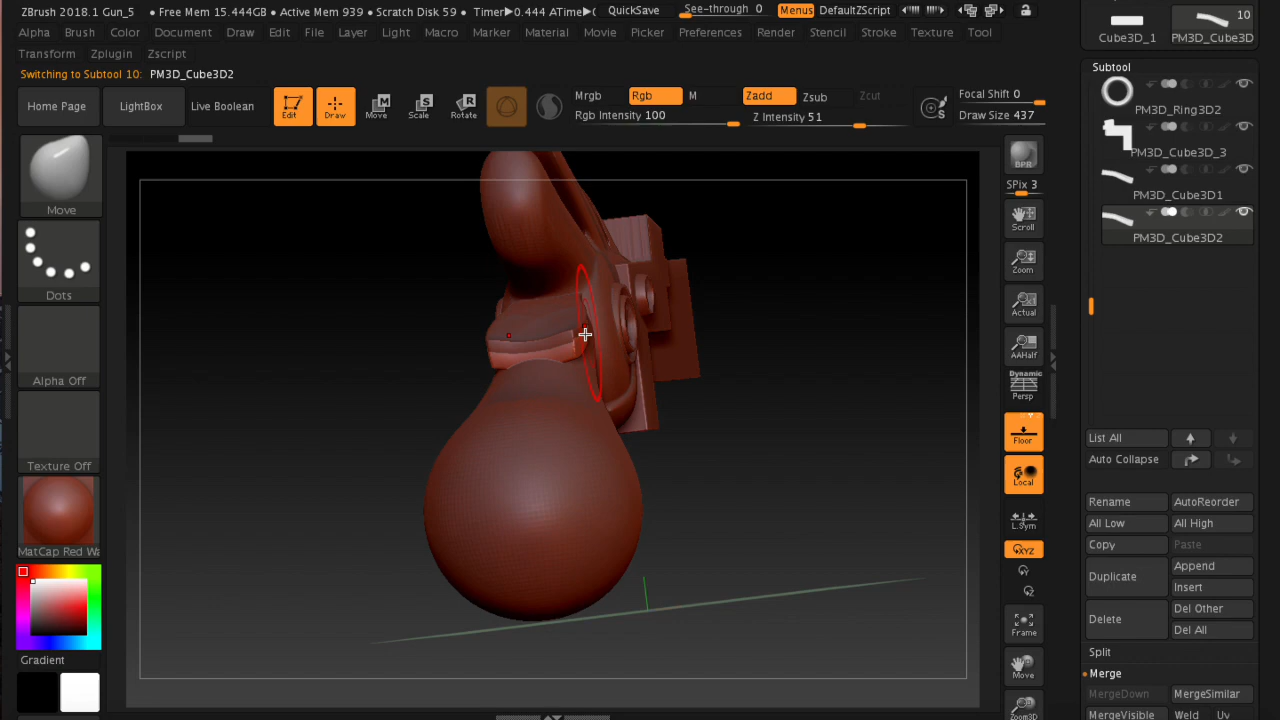 ZBrush 2018.1 Gun_5 • Free Mem 15.444GB • Active Mem 939 • Scratch Disk 59 • Timer▶0.444 ATime▶
QuickSave
See-through 0
Menus
DefaultZScript
Alpha Brush Color Document Draw Edit File Layer Light Macro Marker Material Movie Picker Preferences Render Stencil Stroke Texture Tool
Transform Zplugin Zscript
Switching to Subtool 10: PM3D_Cube3D2
Home Page
LightBox
Live Boolean
Edit
Draw
Move
Scale
Rotate
Mrgb
Rgb
M
Rgb Intensity 100
Zadd
Zsub
Zcut
Z Intensity 51
Focal Shift 0
Draw Size 437
Move
Dots
Alpha Off
Texture Off
MatCap Red Wa
Gradient
BPR
SPix 3
Scroll
Zoom
Actual
AAHalf
Dynamic
Persp
Floor
Local
L.Sym
XYZ
Frame
Move
Zoom3D
10
Cube3D_1
PM3D_Cube3D
Subtool
PM3D_Ring3D2
PM3D_Cube3D_3
PM3D_Cube3D1
PM3D_Cube3D2
List All
Auto Collapse
Rename
AutoReorder
All Low
All High
Copy
Paste
Duplicate
Append
Insert
Delete
Del Other
Del All
Split
Merge
MergeDown
MergeSimilar
MergeVisible
Weld
Uv